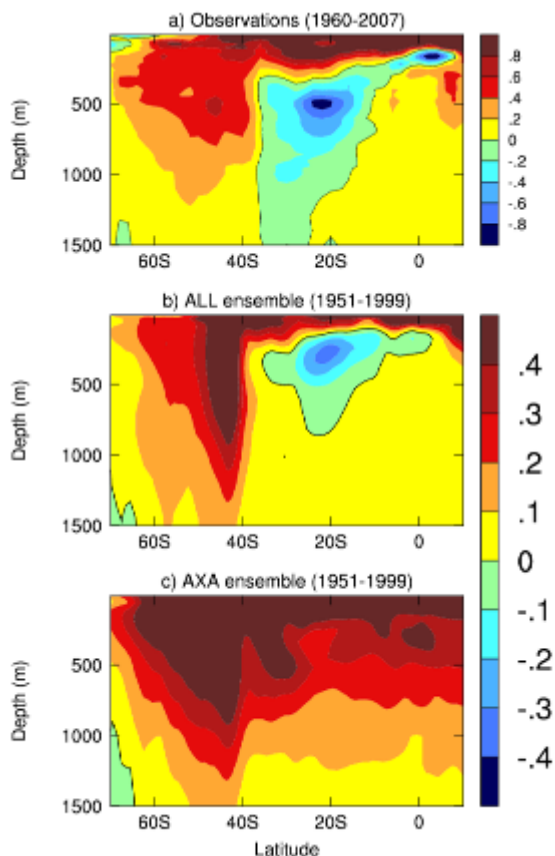 a) Observations (1960-2007)
Depth (m)
500
1000
1500
60S
40S
20S
0
.8
.6
.4
.2
0
-.2
-.4
-.6
-.8
b) ALL ensemble (1951-1999)
Depth (m)
500
1000
1500
60S
40S
20S
0
.4
.3
.2
.1
0
-.1
-.2
-.3
-.4
c) AXA ensemble (1951-1999)
Depth (m)
500
1000
1500
60S
40S
20S
0
Latitude